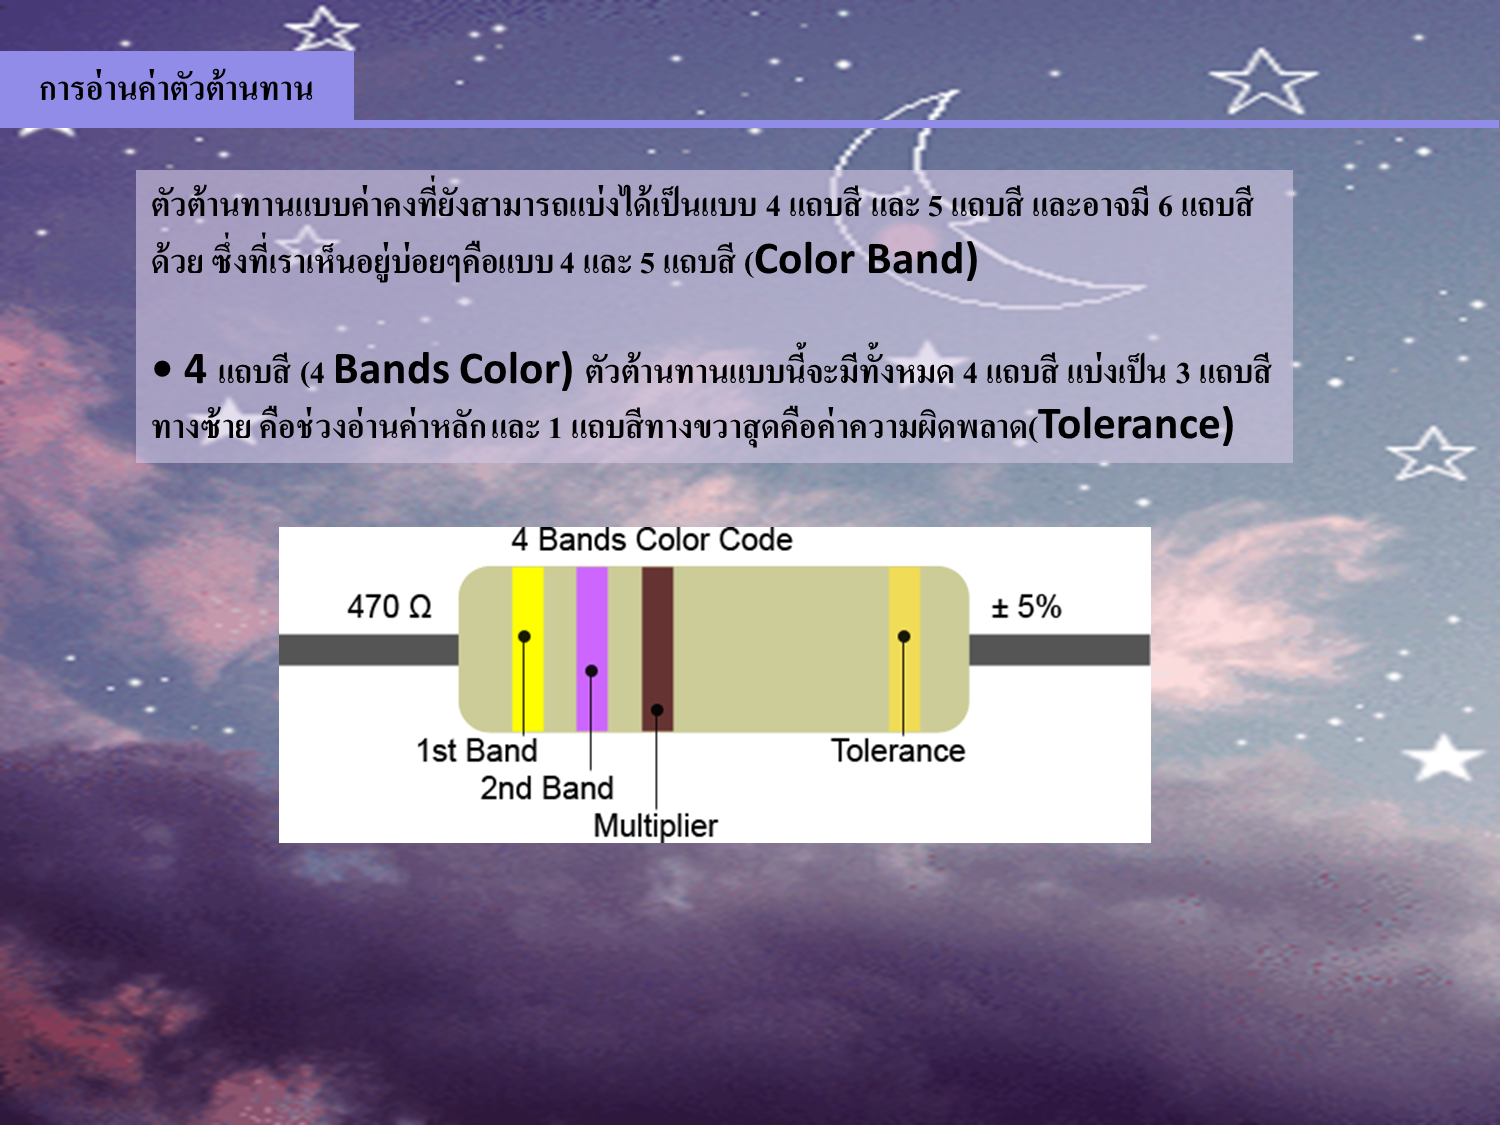 การอ่านค่าตัวต้านทาน
ตัวต้านทานแบบค่าคงที่ยังสามารถแบ่งได้เป็นแบบ 4 แถบสี และ 5 แถบสี และอาจมี 6 แถบสี
ด้วย ซึ่งที่เราเห็นอยู่บ่อยๆคือแบบ 4 และ 5 แถบสี (Color Band)
• 4 แถบสี (4 Bands Color) ตัวต้านทานแบบนี้จะมีทั้งหมด 4 แถบสี แบ่งเป็น 3 แถบสี
ทางซ้าย คือช่วงอ่านค่าหลัก และ 1 แถบสีทางขวาสุดคือค่าความผิดพลาด(Tolerance)
4 Bands Color Code
470 Ω
± 5%
1st Band
Tolerance
2nd Band
Multiplier